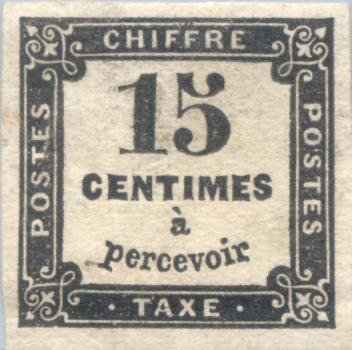 CHIFFRE
POSTES
15
CENTIMES
à
percevoir
POSTES
· TAXE ·